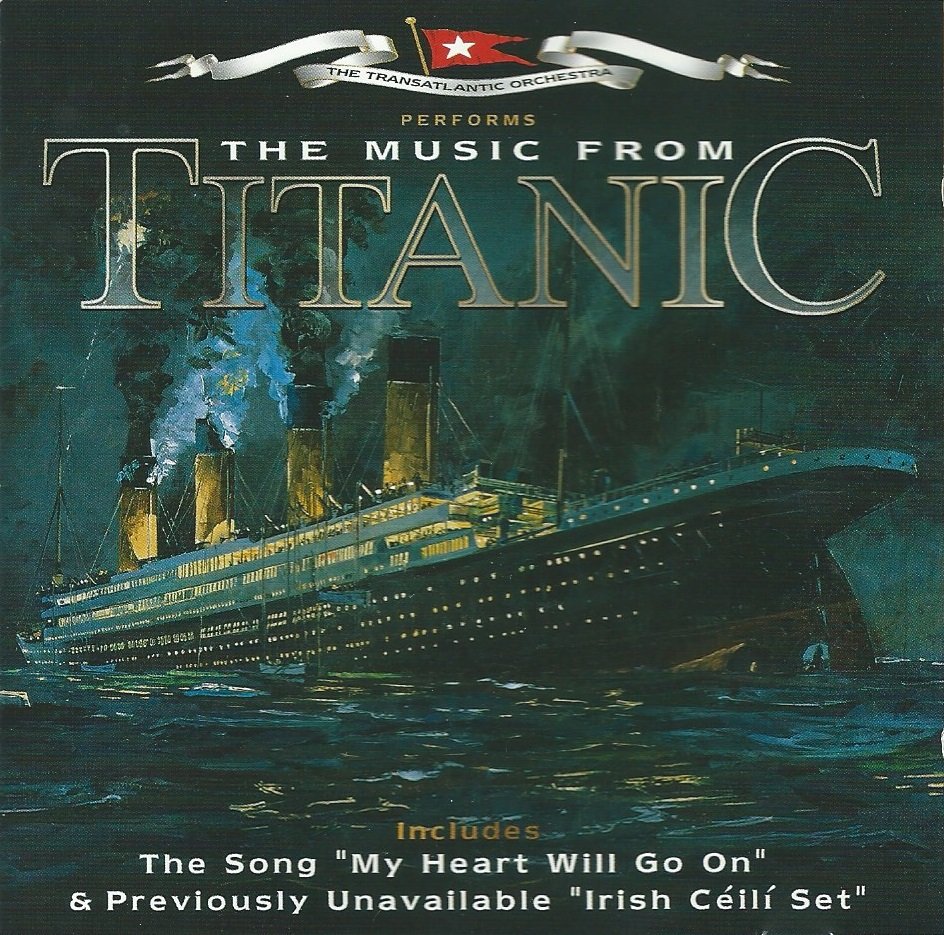 THE TRANSATLANTIC ORCHESTRA
PERFORMS
THE MUSIC FROM
TITANIC
Includes
The Song "My Heart Will Go On"
& Previously Unavailable "Irish Céilí Set"